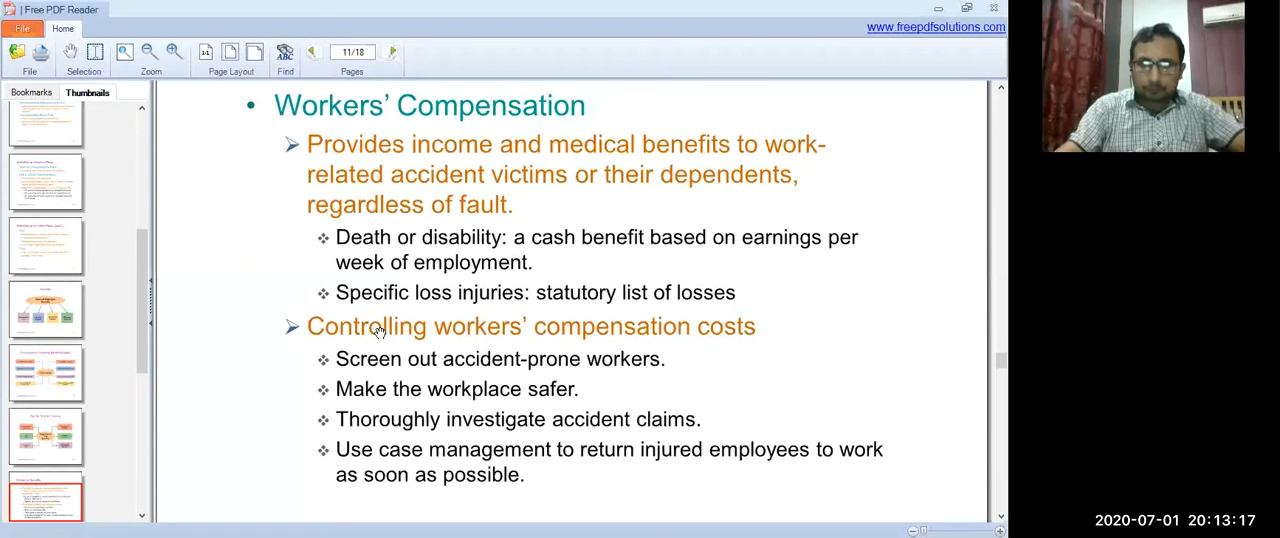 | Free PDF Reader
File
Home
www.freepdfsolutions.com
1:1
ABC
11/18
File
Selection
Zoom
Page Layout
Find
Pages
Bookmarks
Thumbnails
• Workers’ Compensation
Provides income and medical benefits to work-
related accident victims or their dependents,
regardless of fault.
Death or disability: a cash benefit based on earnings per
week of employment.
Specific loss injuries: statutory list of losses
Controlling workers’ compensation costs
Screen out accident-prone workers.
Make the workplace safer.
Thoroughly investigate accident claims.
Use case management to return injured employees to work
as soon as possible.
2020-07-01 20:13:17